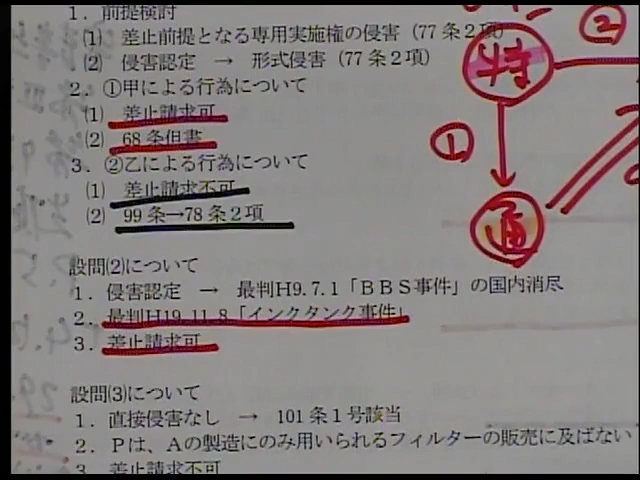 １．前提検討
⑴　差止前提となる専用実施権の侵害（77条２項）
⑵　侵害認定　→　形式侵害（77条２項）
２．①甲による行為について
⑴　差止請求可
⑵　68条但書
３．②乙による行為について
⑴　差止請求不可
⑵　99条→78条２項
設問⑵について
１．侵害認定　→　最判H9.7.1「ＢＢＳ事件」の国内消尽
２．最判H19.11.8「インクタンク事件」
３．差止請求可
設問⑶について
１．直接侵害なし　→　101条１号該当
２．Ｐは、Ａの製造にのみ用いられるフィルターの販売に及ばない
３．差止請求不可
②
特
①
通